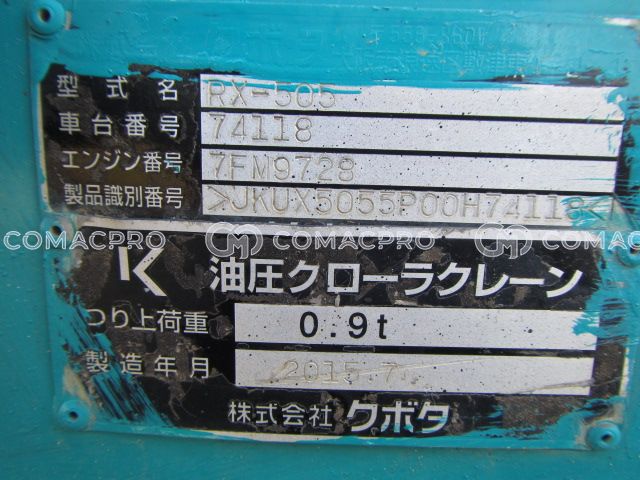 型式名 RX-505
車台番号 74118
エンジン番号 7FM9728
製品識別番号 >JKUX5055P00H74118<
COMACPRO COMACPRO COMACPRO
油圧クローラクレーン
つり上荷重 0.9t
製造年月 2015.7
株式会社 クボタ